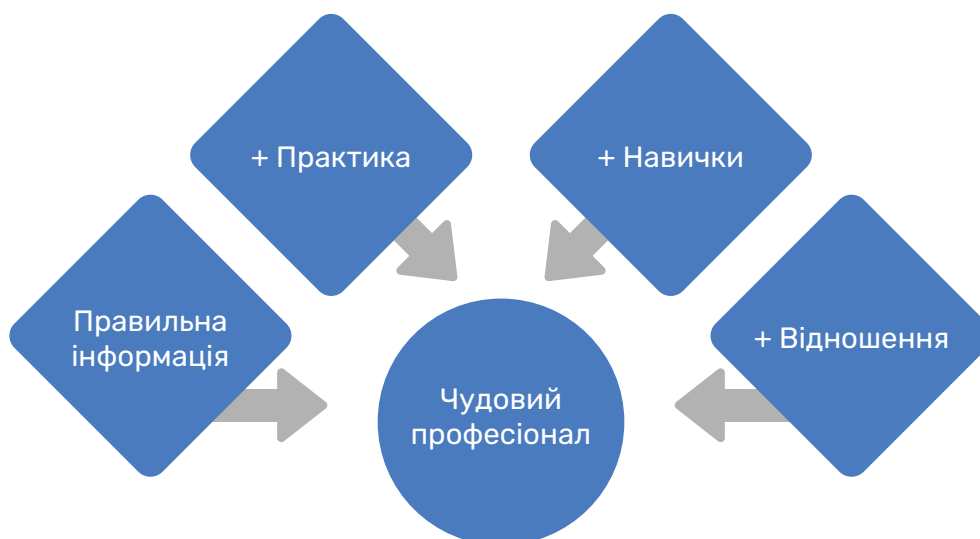 Правильна
інформація
+ Практика
+ Навички
+ Відношення
Чудовий
професіонал